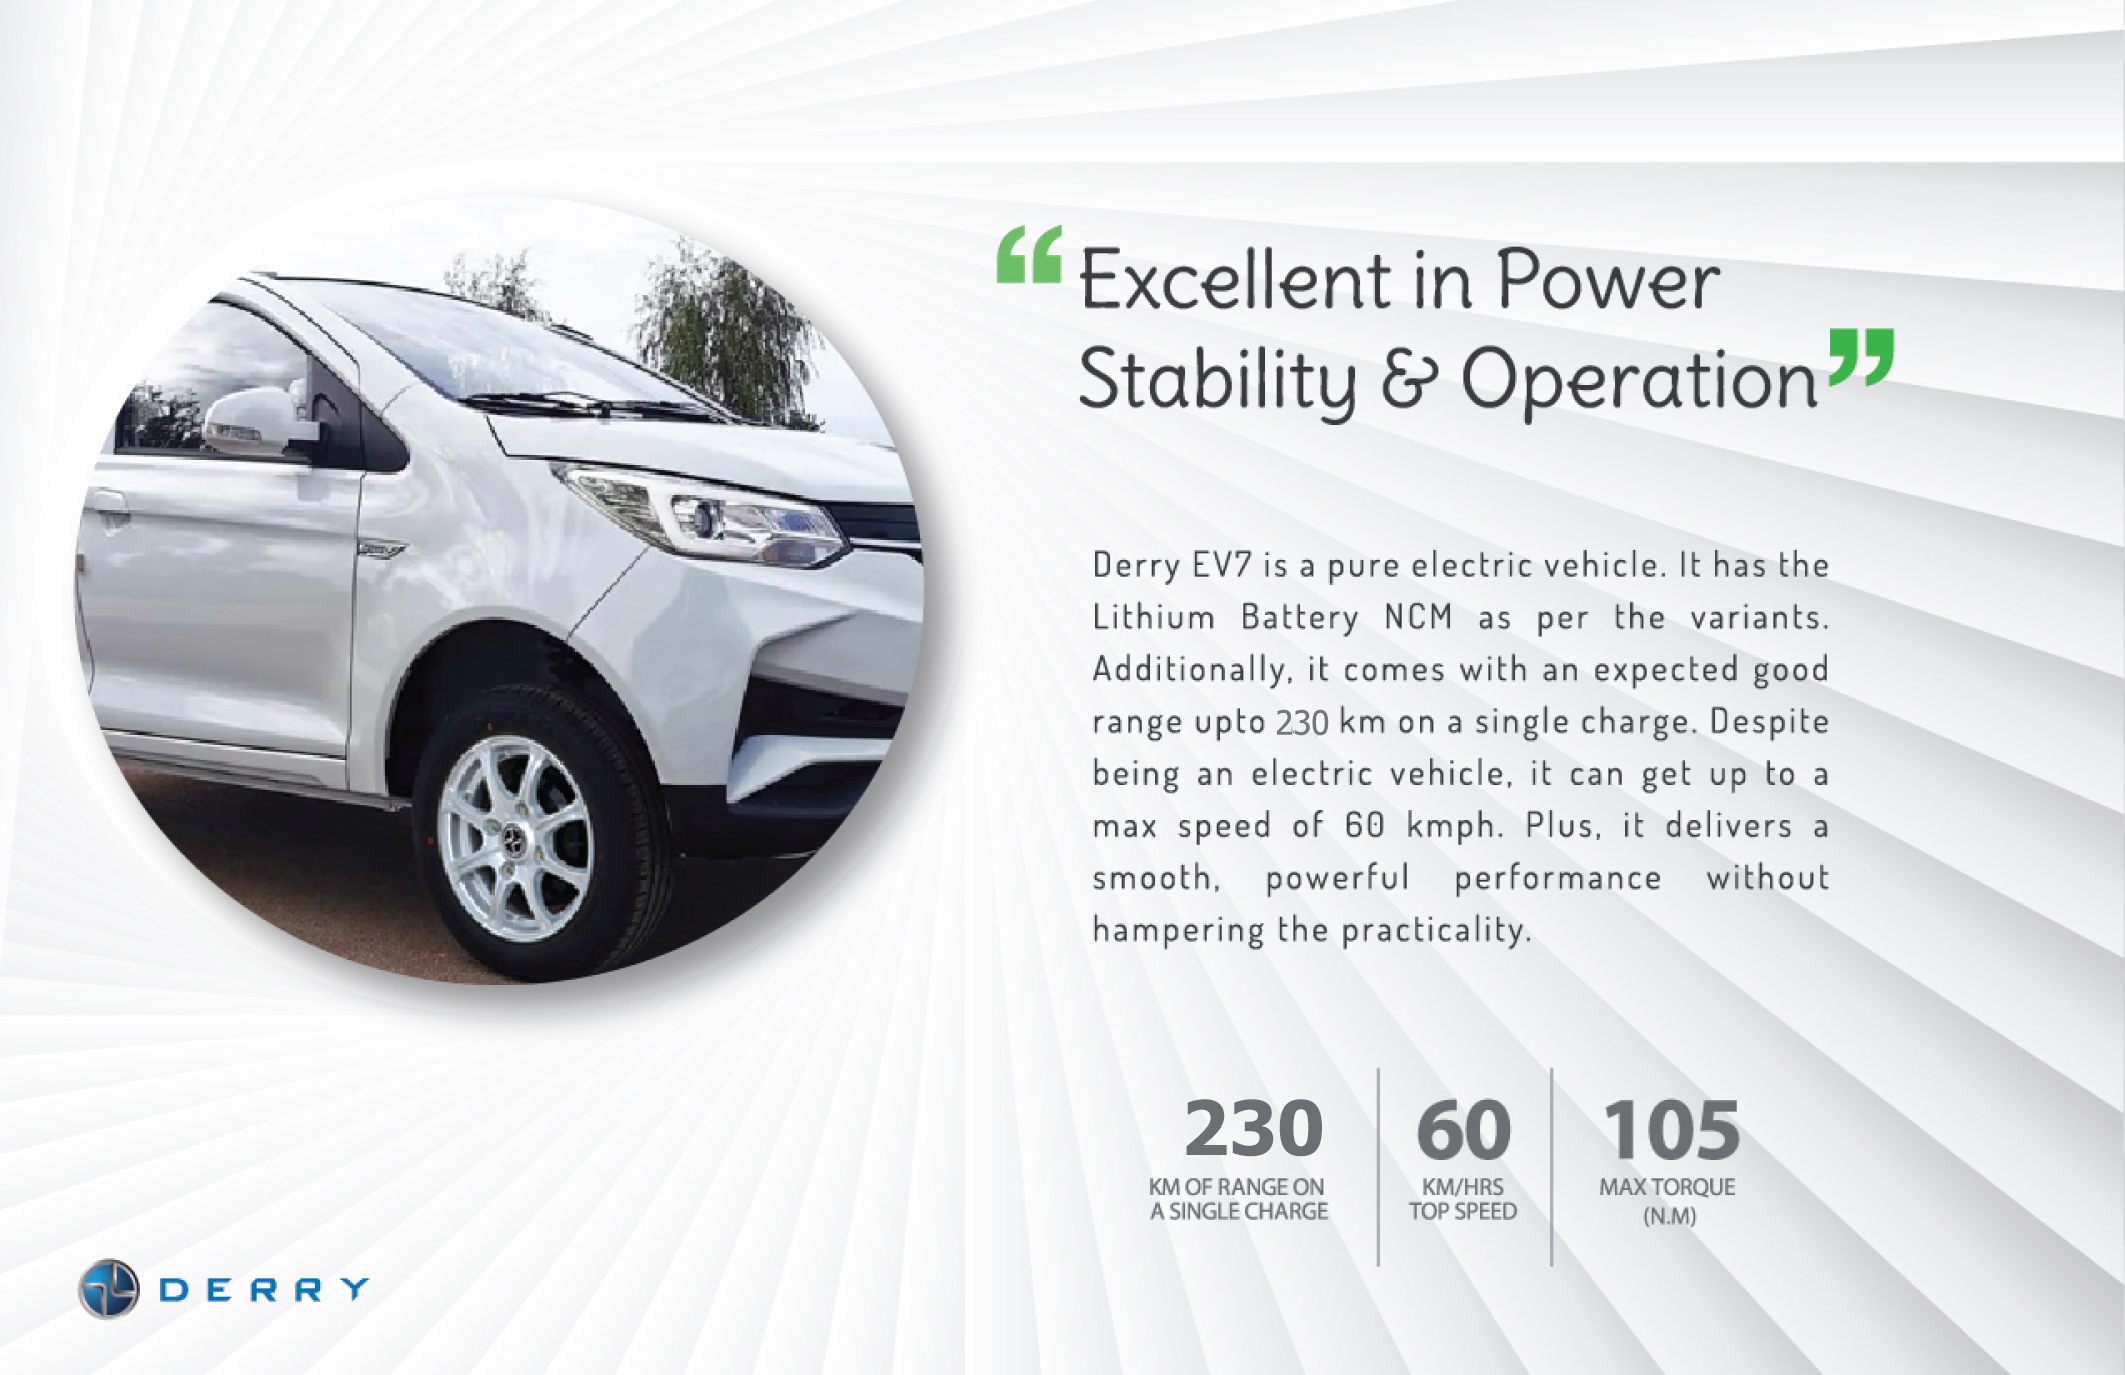 “Excellent in Power
Stability & Operation”
Derry EV7 is a pure electric vehicle. It has the
Lithium Battery NCM as per the variants.
Additionally, it comes with an expected good
range upto 230 km on a single charge. Despite
being an electric vehicle, it can get up to a
max speed of 60 kmph. Plus, it delivers a
smooth, powerful performance without
hampering the practicality.
230
KM OF RANGE ON
A SINGLE CHARGE
60
KM/HRS
TOP SPEED
105
MAX TORQUE
(N.M)
DERRY